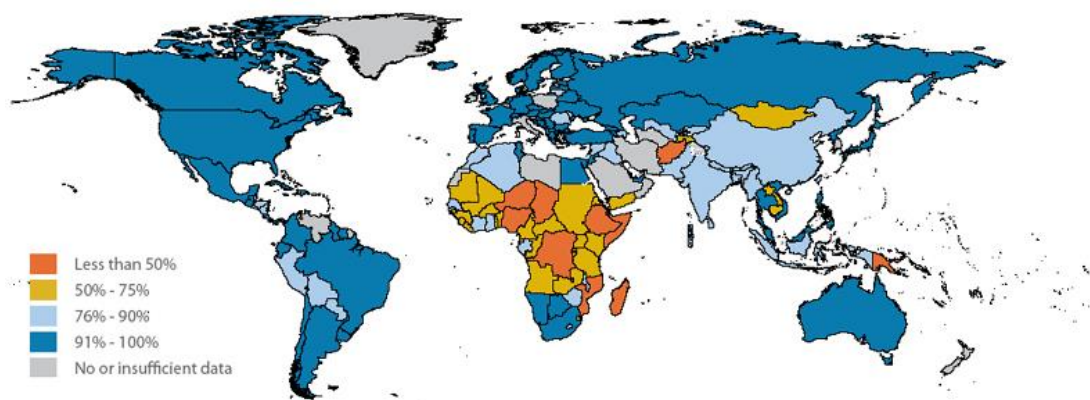 Less than 50%
50% - 75%
76% - 90%
91% - 100%
No or insufficient data